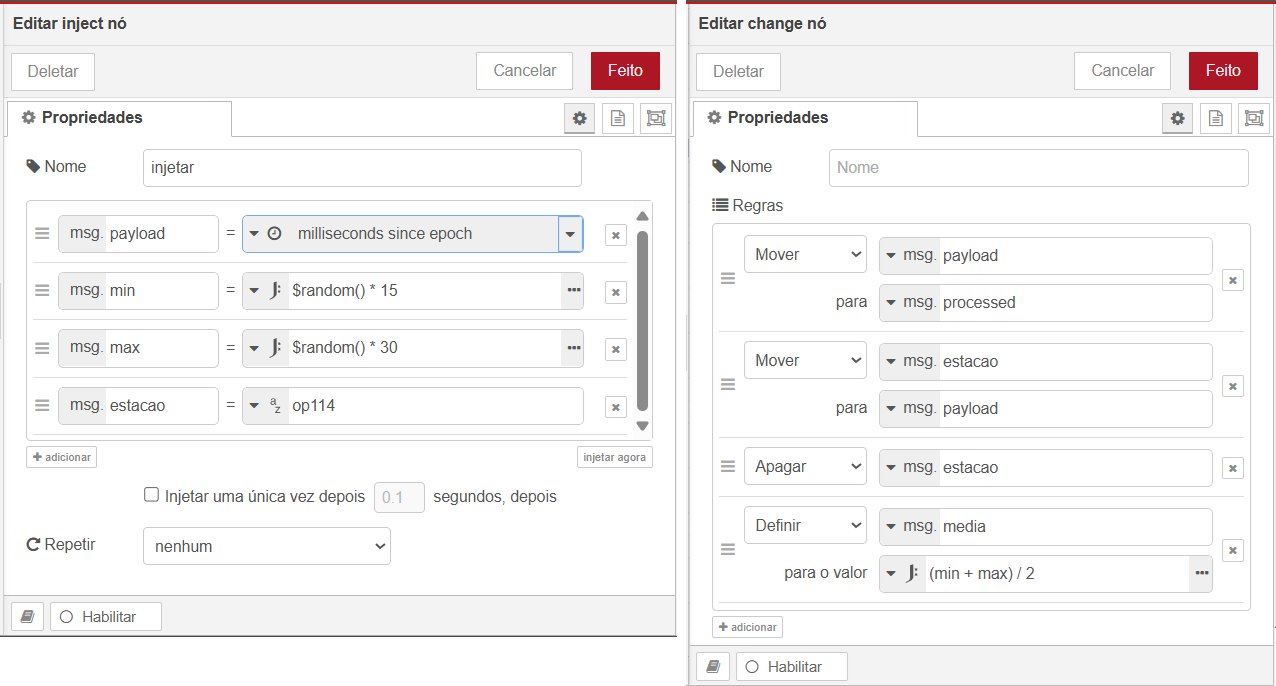 Editar inject nó
Deletar
Cancelar
Feito
Propriedades
Nome
injetar
msg. payload = milliseconds since epoch
msg. min = $random() * 15
msg. max = $random() * 30
msg. estacao = op114
adicionar
injetar agora
Injetar uma única vez depois 0.1 segundos, depois
Repetir
nenhum
Habilitar
Editar change nó
Deletar
Cancelar
Feito
Propriedades
Nome
Nome
Regras
Mover msg. payload
para msg. processed
Mover msg. estacao
para msg. payload
Apagar msg. estacao
Definir msg. media
para o valor (min + max) / 2
adicionar
Habilitar